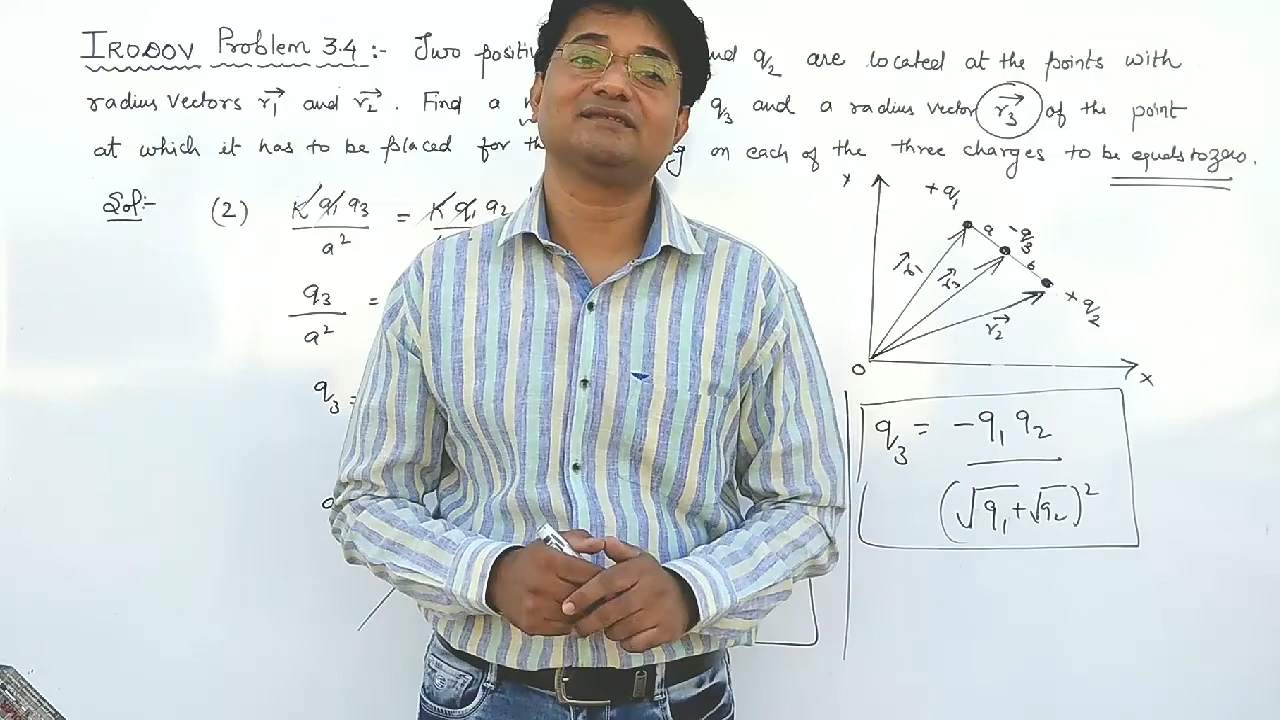 IRODOV Problem 3.4 :- Two positiv nd q2 are located at the points with
radius vectors r1→ and r2→ . Find a q3 and a radius vector r3→ of the point
at which it has to be placed for th g on each of the three charges to be equals to zero.
Sol:- (2) K q1 q3 / a² = K q1 q2
q3 / a² =
q3 =
Y
+q1
a
-q3
b
+q2
r1→
r3→
r2→
O
X
q3 = -q1 q2 / (√q1 + √q2)²